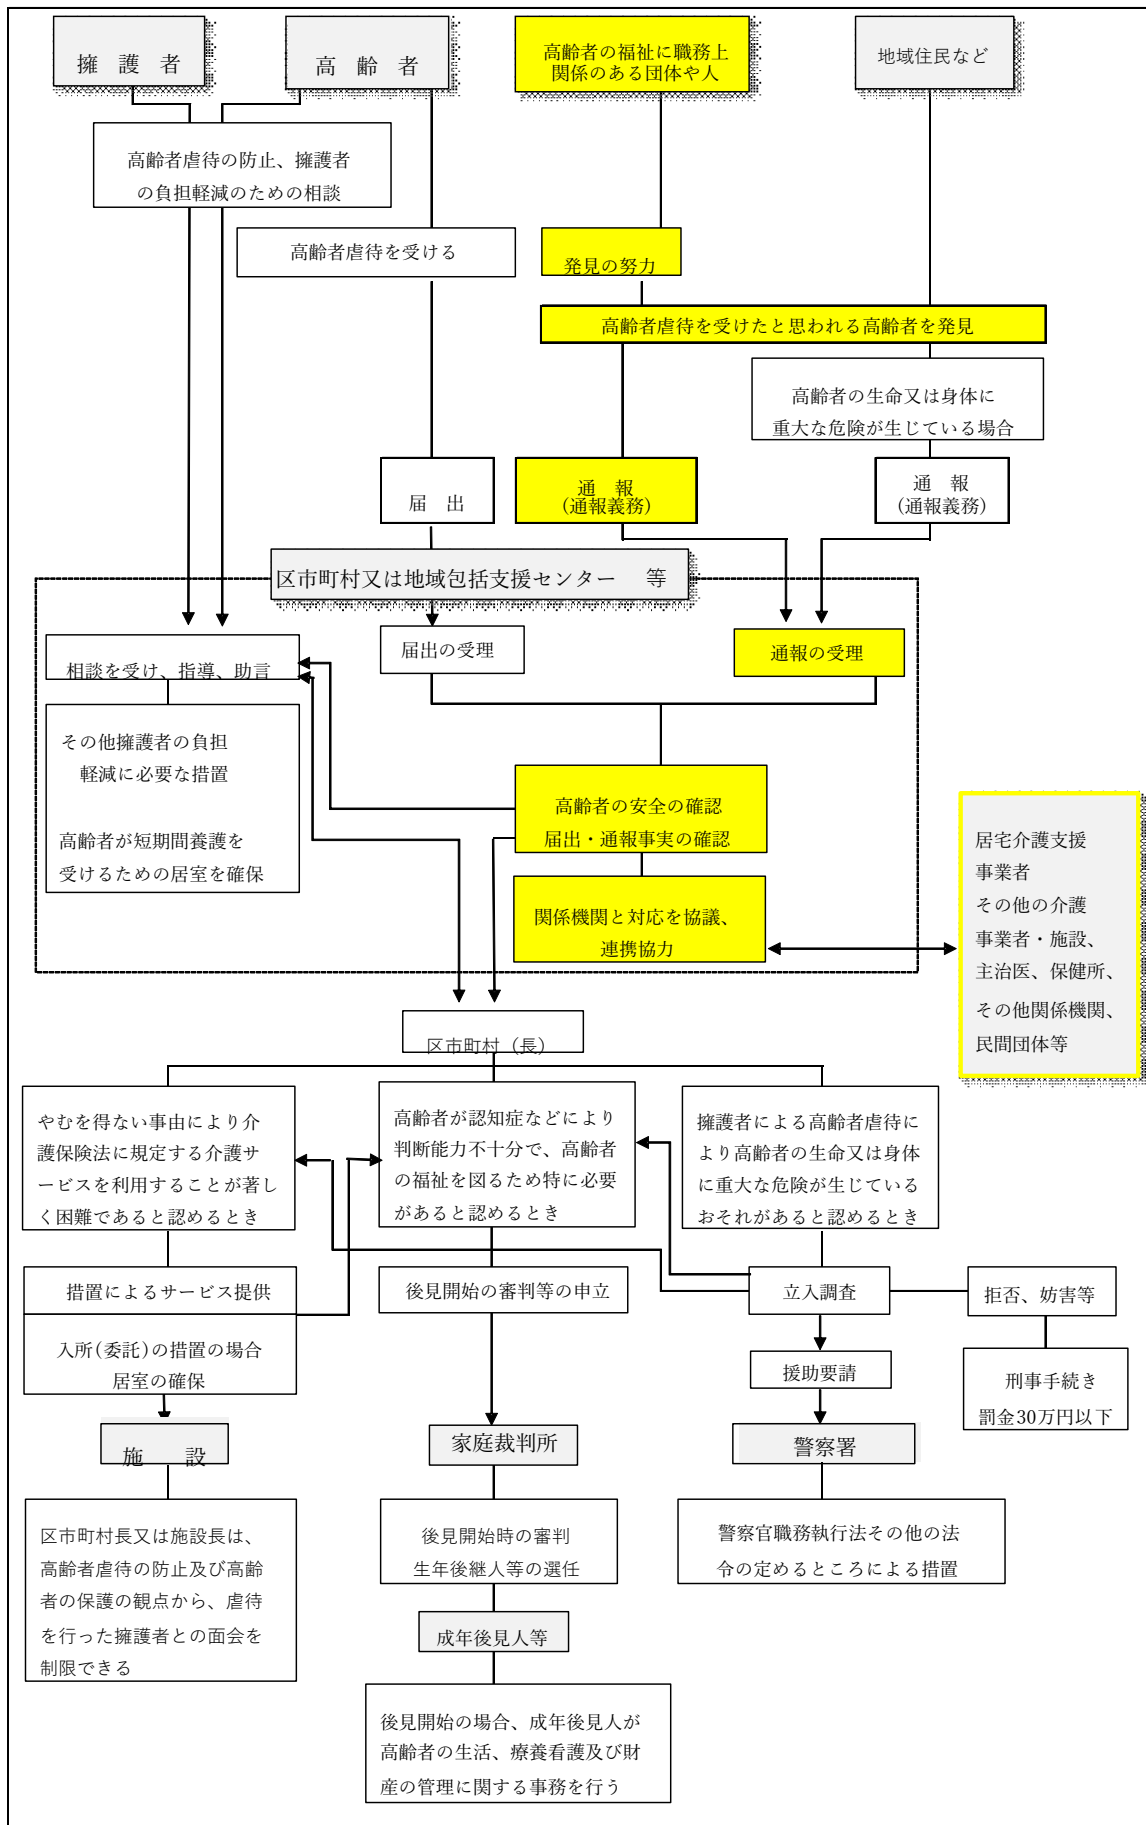 擁　護　者
高　齢　者
高齢者の福祉に職務上
関係のある団体や人
地域住民など
高齢者虐待の防止、擁護者
の負担軽減のための相談
高齢者虐待を受ける
発見の努力
高齢者虐待を受けたと思われる高齢者を発見
高齢者の生命又は身体に
重大な危険が生じている場合
届　出
通　報
(通報義務)
通　報
(通報義務)
区市町村又は地域包括支援センター　等
相談を受け、指導、助言
届出の受理
通報の受理
その他擁護者の負担
軽減に必要な措置
高齢者が短期間養護を
受けるための居室を確保
高齢者の安全の確認
届出・通報事実の確認
関係機関と対応を協議、
連携協力
居宅介護支援
事業者
その他の介護
事業者・施設、
主治医、保健所、
その他関係機関、
民間団体等
区市町村（長）
やむを得ない事由により介
護保険法に規定する介護サ
ービスを利用することが著し
く困難であると認めるとき
高齢者が認知症などにより
判断能力不十分で、高齢者
の福祉を図るため特に必要
があると認めるとき
擁護者による高齢者虐待に
より高齢者の生命又は身体
に重大な危険が生じている
おそれがあると認めるとき
措置によるサービス提供
入所(委託)の措置の場合
居室の確保
後見開始の審判等の申立
立入調査
拒否、妨害等
援助要請
刑事手続き
罰金30万円以下
施　　設
家庭裁判所
警察署
区市町村長又は施設長は、
高齢者虐待の防止及び高齢
者の保護の観点から、虐待
を行った擁護者との面会を
制限できる
後見開始時の審判
生年後継人等の選任
警察官職務執行法その他の法
令の定めるところによる措置
成年後見人等
後見開始の場合、成年後見人が
高齢者の生活、療養看護及び財
産の管理に関する事務を行う